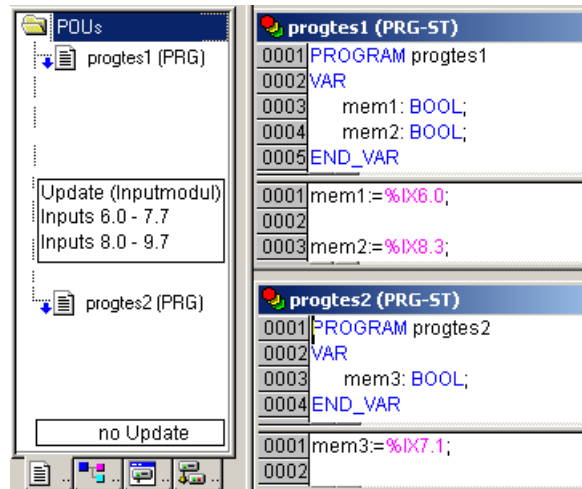 POUs
progtes1 (PRG)
Update (Inputmodul)
Inputs 6.0 - 7.7
Inputs 8.0 - 9.7
progtes2 (PRG)
no Update
.. .. .. ..
progtes1 (PRG-ST)
0001 PROGRAM progtes1
0002 VAR
0003 mem1: BOOL;
0004 mem2: BOOL;
0005 END_VAR
0001 mem1:=%IX6.0;
0002
0003 mem2:=%IX8.3;
progtes2 (PRG-ST)
0001 PROGRAM progtes2
0002 VAR
0003 mem3: BOOL;
0004 END_VAR
0001 mem3:=%IX7.1;
0002